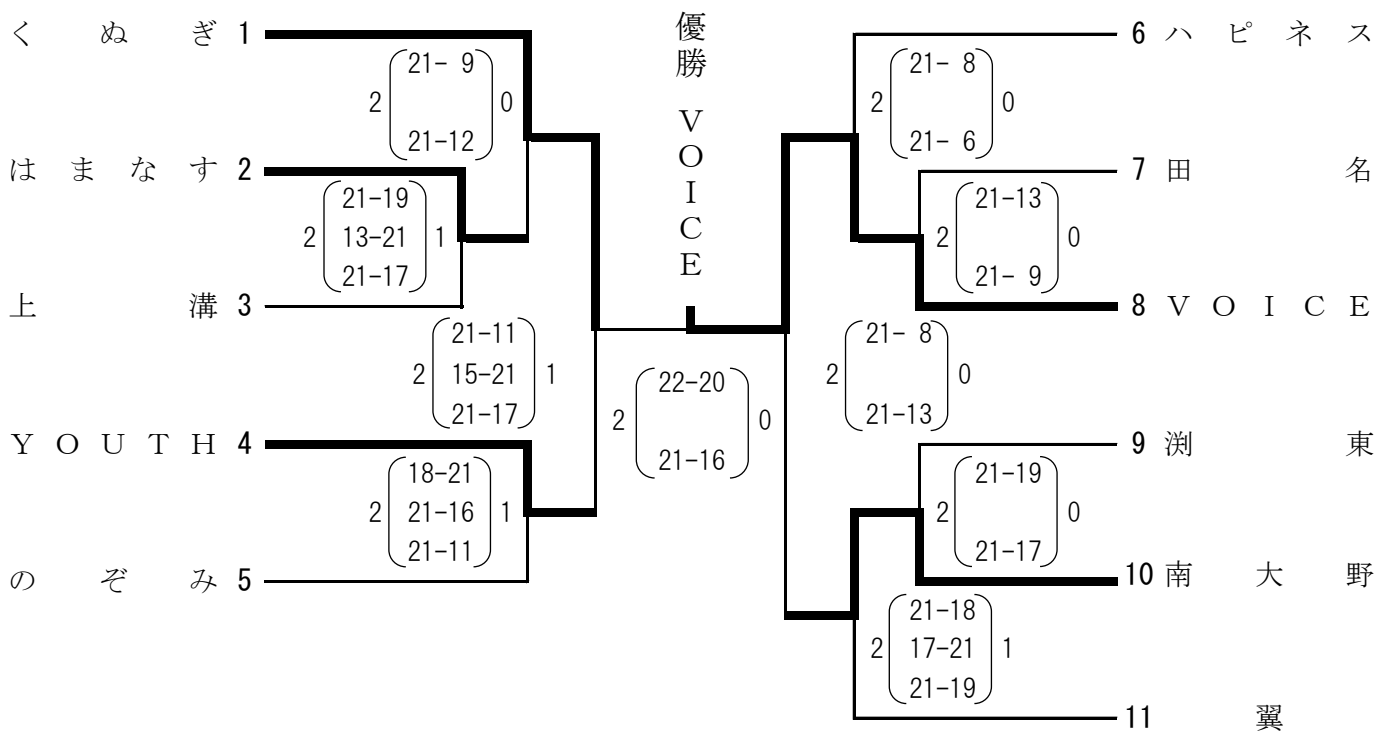 くぬぎ 1
21- 9
2 0
21-12
はまなす 2
21-19
2 13-21 1
21-17
上溝 3
21-11
2 15-21 1
21-17
YOUTH 4
18-21
2 21-16 1
21-11
のぞみ 5
優勝 VOICE
22-20
2 0
21-16
6 ハピネス
21- 8
2 0
21- 6
7 田名
21-13
2 0
21- 9
8 VOICE
21- 8
2 0
21-13
9 渕東
21-19
2 0
21-17
10 南大野
21-18
2 17-21 1
21-19
11 翼